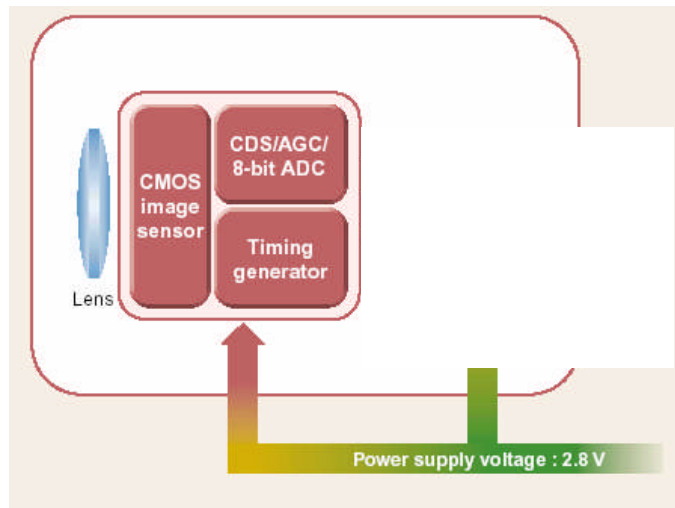 CMOS
image
sensor
CDS/AGC/
8-bit ADC
Timing
generator
Lens
Power supply voltage : 2.8 V